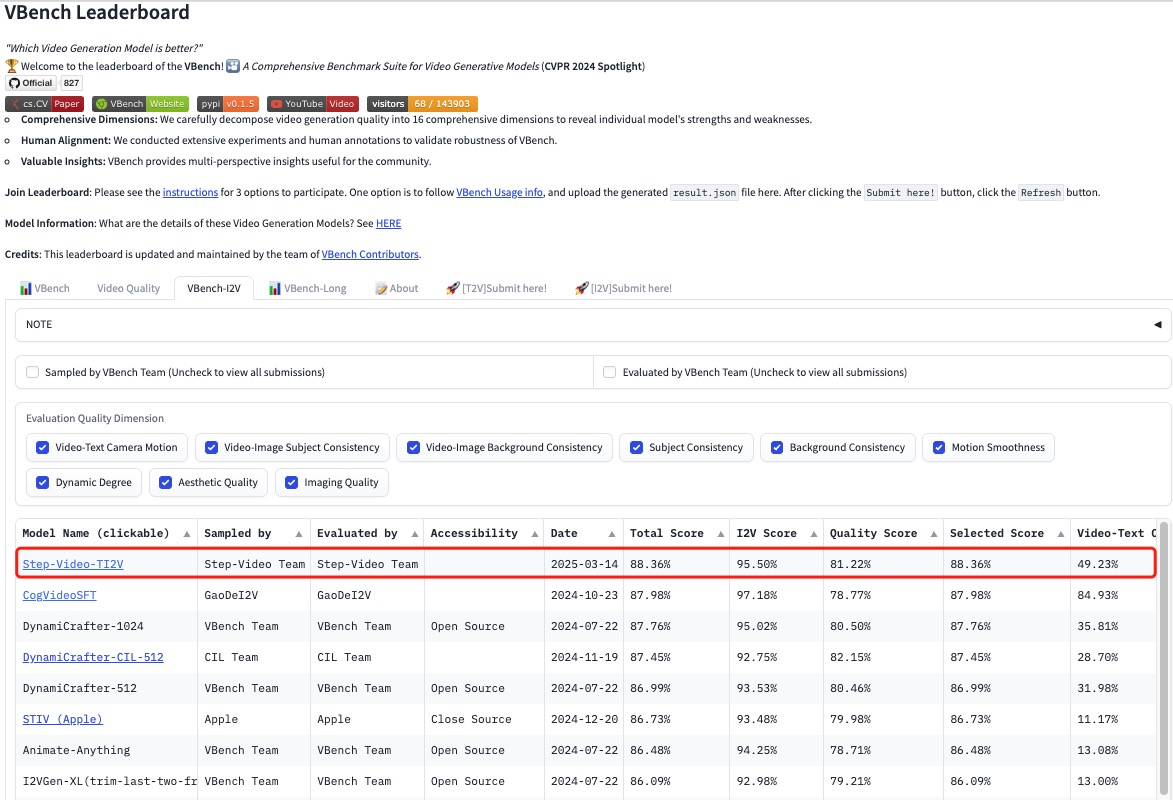 VBench Leaderboard
"Which Video Generation Model is better?"
🏆 Welcome to the leaderboard of the VBench! 🎦 A Comprehensive Benchmark Suite for Video Generative Models (CVPR 2024 Spotlight)
Official 827
cs.CV Paper VBench Website pypi v0.1.5 YouTube Video visitors 68 / 143903
Comprehensive Dimensions: We carefully decompose video generation quality into 16 comprehensive dimensions to reveal individual model's strengths and weaknesses.
Human Alignment: We conducted extensive experiments and human annotations to validate robustness of VBench.
Valuable Insights: VBench provides multi-perspective insights useful for the community.
Join Leaderboard: Please see the instructions for 3 options to participate. One option is to follow VBench Usage info, and upload the generated result.json file here. After clicking the Submit here! button, click the Refresh button.
Model Information: What are the details of these Video Generation Models? See HERE
Credits: This leaderboard is updated and maintained by the team of VBench Contributors.
📊 VBench Video Quality VBench-I2V 📊 VBench-Long 📝 About 🚀 [T2V]Submit here! 🚀 [I2V]Submit here!
NOTE
Sampled by VBench Team (Uncheck to view all submissions) Evaluated by VBench Team (Uncheck to view all submissions)
Evaluation Quality Dimension
Video-Text Camera Motion Video-Image Subject Consistency Video-Image Background Consistency Subject Consistency Background Consistency Motion Smoothness
Dynamic Degree Aesthetic Quality Imaging Quality
Model Name (clickable) Sampled by Evaluated by Accessibility Date Total Score I2V Score Quality Score Selected Score Video-Text C
Step-Video-TI2V Step-Video Team Step-Video Team 2025-03-14 88.36% 95.50% 81.22% 88.36% 49.23%
CogVideoSFT GaoDeI2V GaoDeI2V 2024-10-23 87.98% 97.18% 78.77% 87.98% 84.93%
DynamiCrafter-1024 VBench Team VBench Team Open Source 2024-07-22 87.76% 95.02% 80.50% 87.76% 35.81%
DynamiCrafter-CIL-512 CIL Team CIL Team 2024-11-19 87.45% 92.75% 82.15% 87.45% 28.70%
DynamiCrafter-512 VBench Team VBench Team Open Source 2024-07-22 86.99% 93.53% 80.46% 86.99% 31.98%
STIV (Apple) Apple Apple Close Source 2024-12-20 86.73% 93.48% 79.98% 86.73% 11.17%
Animate-Anything VBench Team VBench Team Open Source 2024-07-22 86.48% 94.25% 78.71% 86.48% 13.08%
I2VGen-XL(trim-last-two-fr VBench Team VBench Team Open Source 2024-07-22 86.09% 92.98% 79.21% 86.09% 13.00%